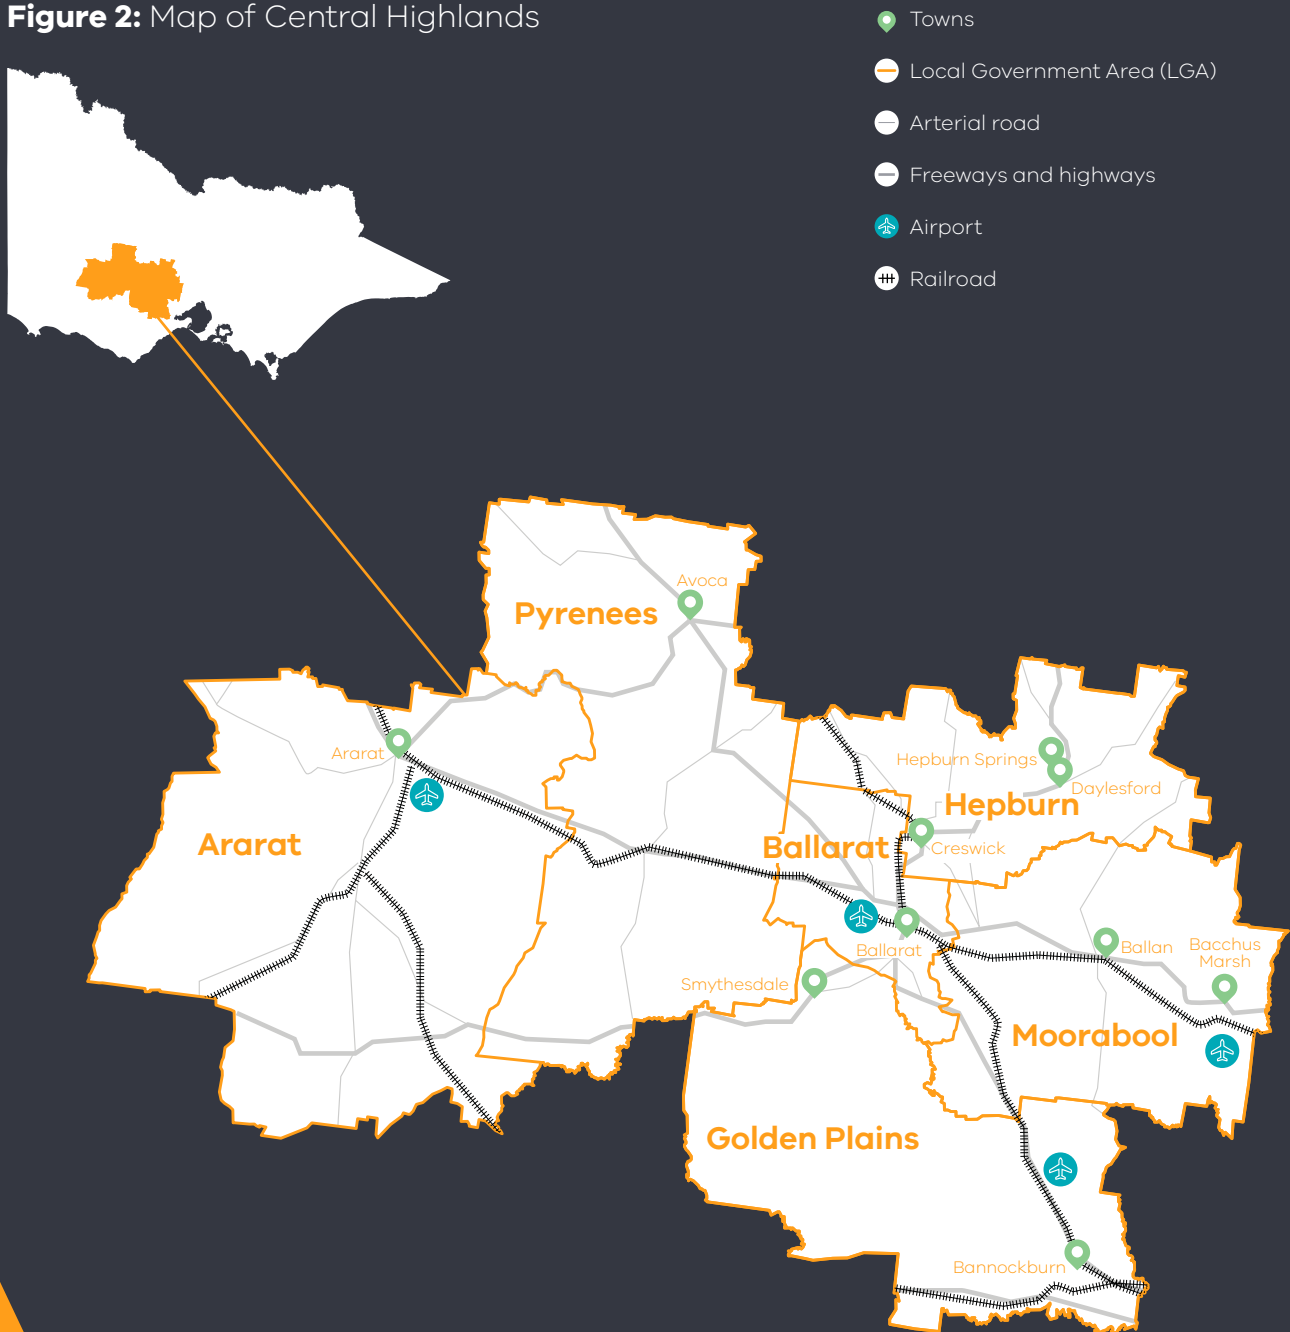 Figure 2: Map of Central Highlands
Towns
Local Government Area (LGA)
Arterial road
Freeways and highways
Airport
Railroad
Avoca
Pyrenees
Ararat
Hepburn Springs
Daylesford
Hepburn
Ararat
Ballarat
Creswick
Ballarat
Ballan
Bacchus
Marsh
Smythesdale
Moorabool
Golden Plains
Bannockburn